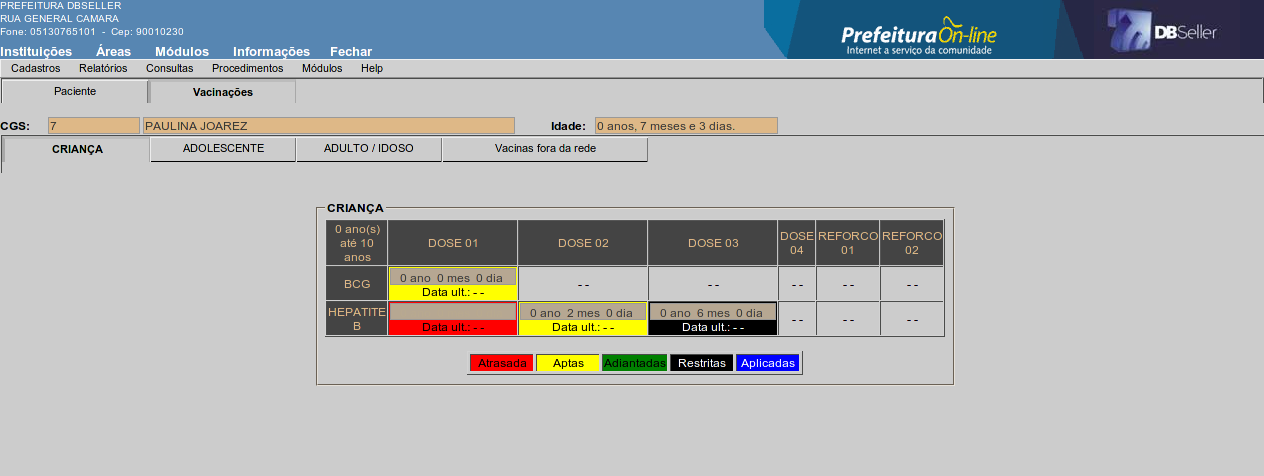 PREFEITURA DBSELLER
RUA GENERAL CAMARA
Fone: 05130765101 - Cep: 90010230
Prefeitura On-line
Internet a serviço da comunidade
DBSeller
Instituições Áreas Módulos Informações Fechar
Cadastros Relatórios Consultas Procedimentos Módulos Help
Paciente Vacinações
CGS: 7 PAULINA JOAREZ Idade: 0 anos, 7 meses e 3 dias.
CRIANÇA ADOLESCENTE ADULTO / IDOSO Vacinas fora da rede
CRIANÇA
0 ano(s) até 10 anos DOSE 01 DOSE 02 DOSE 03 DOSE 04 REFORCO 01 REFORCO 02
BCG 0 ano 0 mes 0 dia - - - - - - - - - -
Data ult.: - -
HEPATITE B 0 ano 2 mes 0 dia 0 ano 6 mes 0 dia - - - - - -
Data ult.: - - Data ult.: - - Data ult.: - -
Atrasada Aptas Adiantadas Restritas Aplicadas